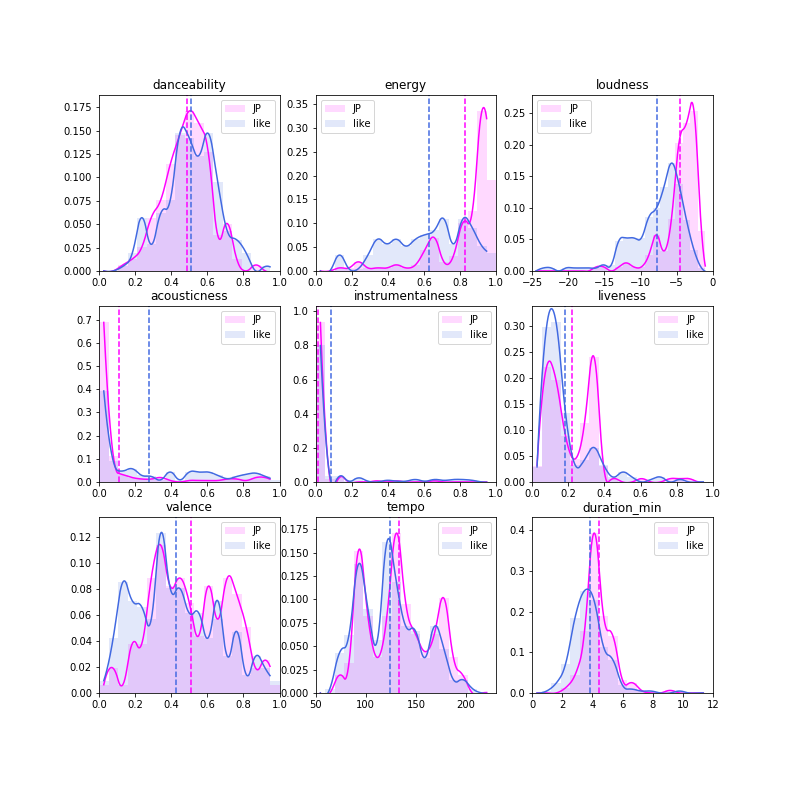 danceability
0.175
0.150
0.125
0.100
0.075
0.050
0.025
0.000
0.0 0.2 0.4 0.6 0.8 1.0
JP
like
energy
0.35
0.30
0.25
0.20
0.15
0.10
0.05
0.00
0.0 0.2 0.4 0.6 0.8 1.0
JP
like
loudness
0.25
0.20
0.15
0.10
0.05
0.00
−25 −20 −15 −10 −5 0
JP
like
acousticness
0.7
0.6
0.5
0.4
0.3
0.2
0.1
0.0
0.0 0.2 0.4 0.6 0.8 1.0
JP
like
instrumentalness
1.0
0.8
0.6
0.4
0.2
0.0
0.0 0.2 0.4 0.6 0.8 1.0
JP
like
liveness
0.30
0.25
0.20
0.15
0.10
0.05
0.00
0.0 0.2 0.4 0.6 0.8 1.0
JP
like
valence
0.12
0.10
0.08
0.06
0.04
0.02
0.00
0.0 0.2 0.4 0.6 0.8 1.0
JP
like
tempo
0.175
0.150
0.125
0.100
0.075
0.050
0.025
0.000
50 100 150 200
JP
like
duration_min
0.4
0.3
0.2
0.1
0.0
0 2 4 6 8 10 12
JP
like